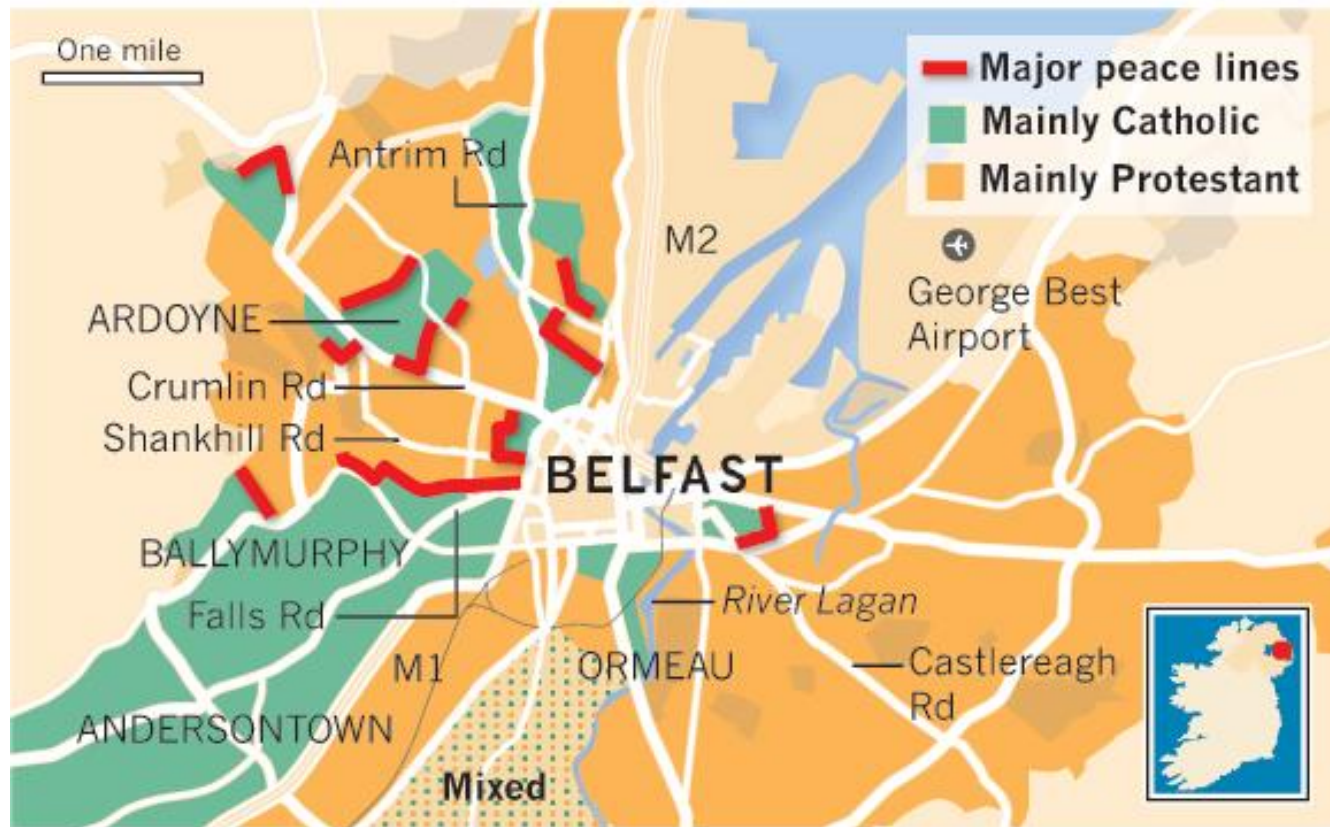 One mile
Major peace lines
Mainly Catholic
Mainly Protestant
Antrim Rd
M2
George Best
Airport
ARDOYNE
Crumlin Rd
Shankhill Rd
BELFAST
BALLYMURPHY
Falls Rd
River Lagan
M1
ORMEAU
Castlereagh
Rd
ANDERSONTOWN
Mixed